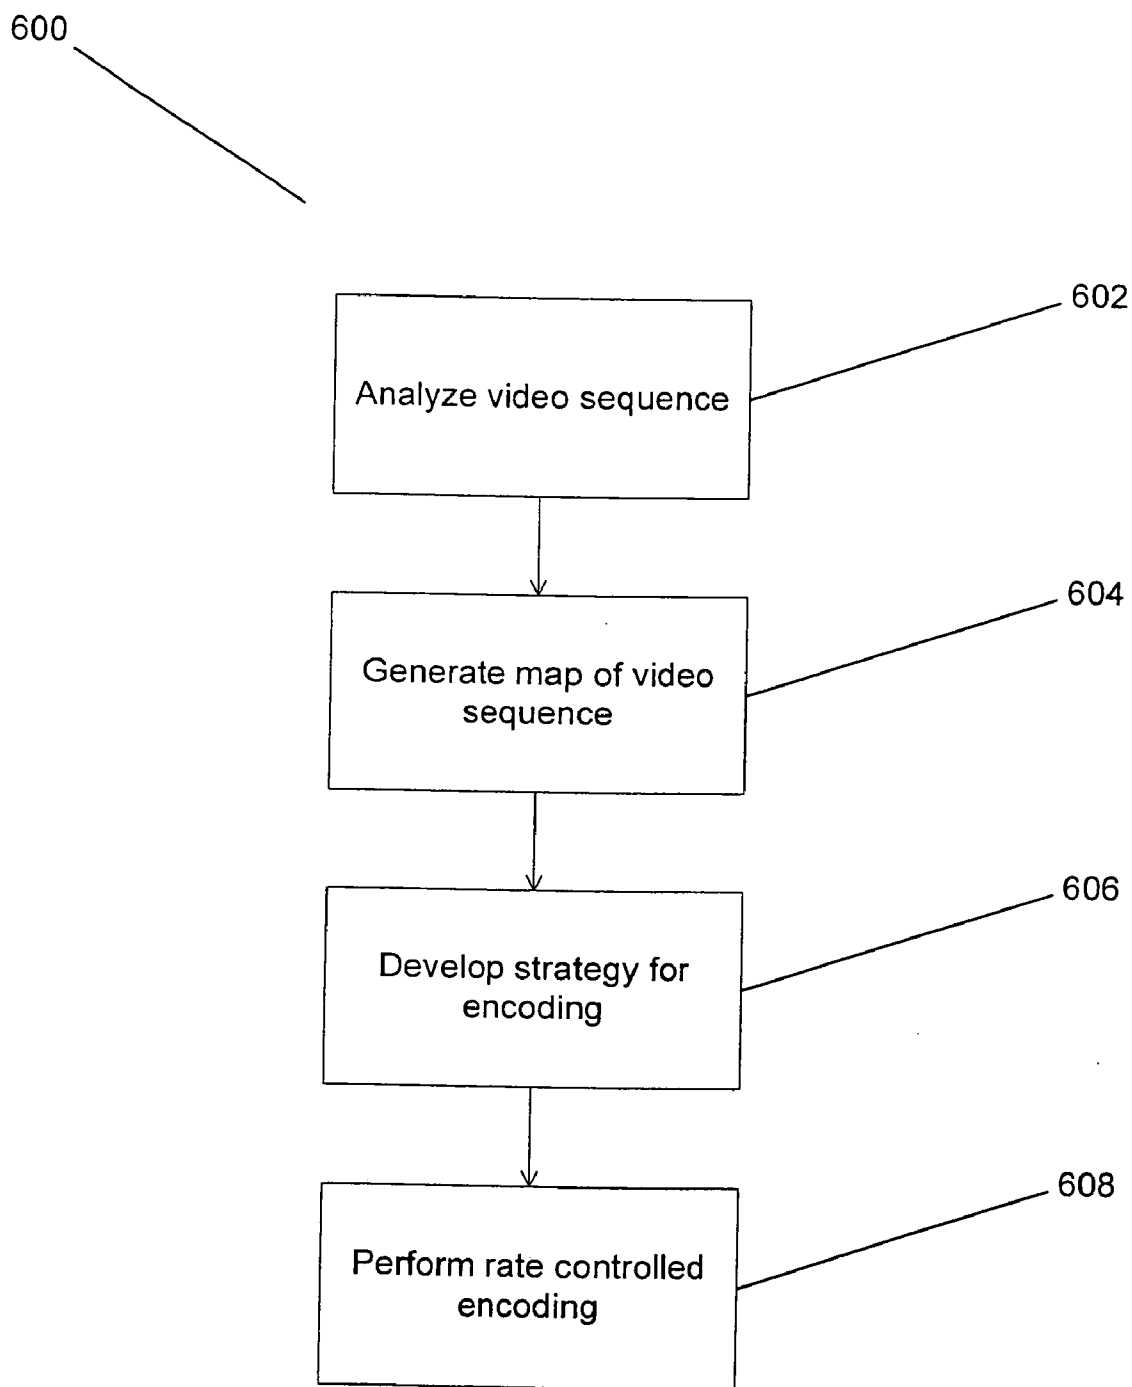 600
602
Analyze video sequence
604
Generate map of video
sequence
606
Develop strategy for
encoding
608
Perform rate controlled
encoding